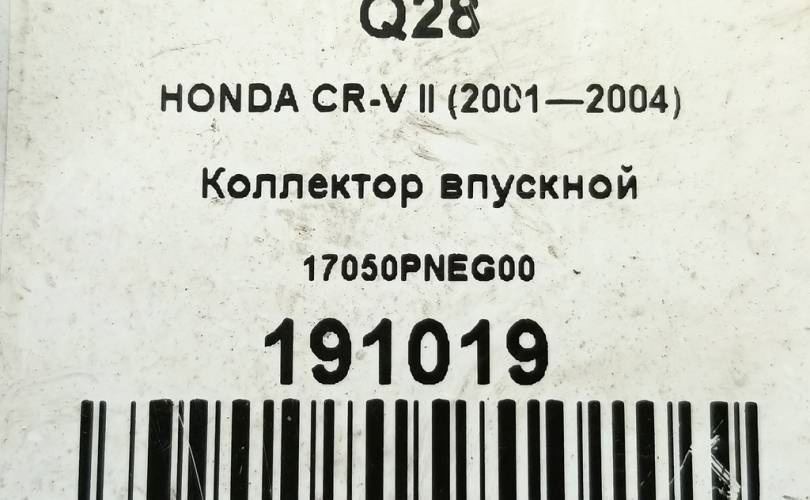 Q28
HONDA CR-V II (2001—2004)
Коллектор впускной
17050PNEG00
191019